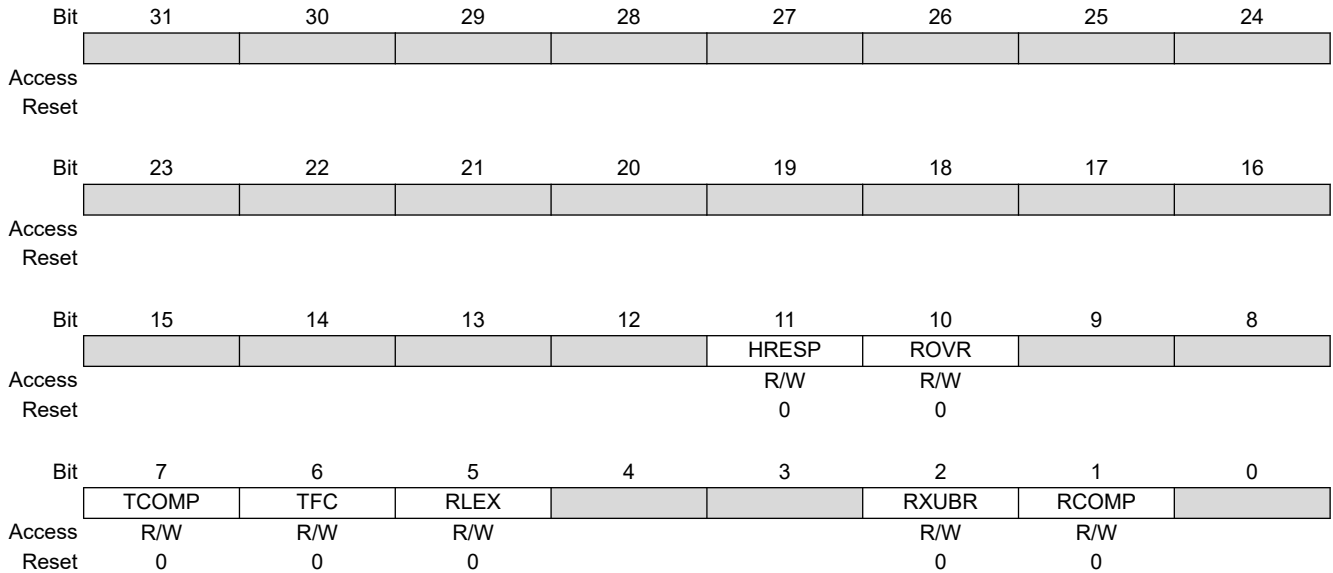 Bit 31 30 29 28 27 26 25 24
Access
Reset
Bit 23 22 21 20 19 18 17 16
Access
Reset
Bit 15 14 13 12 11 10 9 8
HRESP ROVR
Access R/W R/W
Reset 0 0
Bit 7 6 5 4 3 2 1 0
TCOMP TFC RLEX RXUBR RCOMP
Access R/W R/W R/W R/W R/W
Reset 0 0 0 0 0